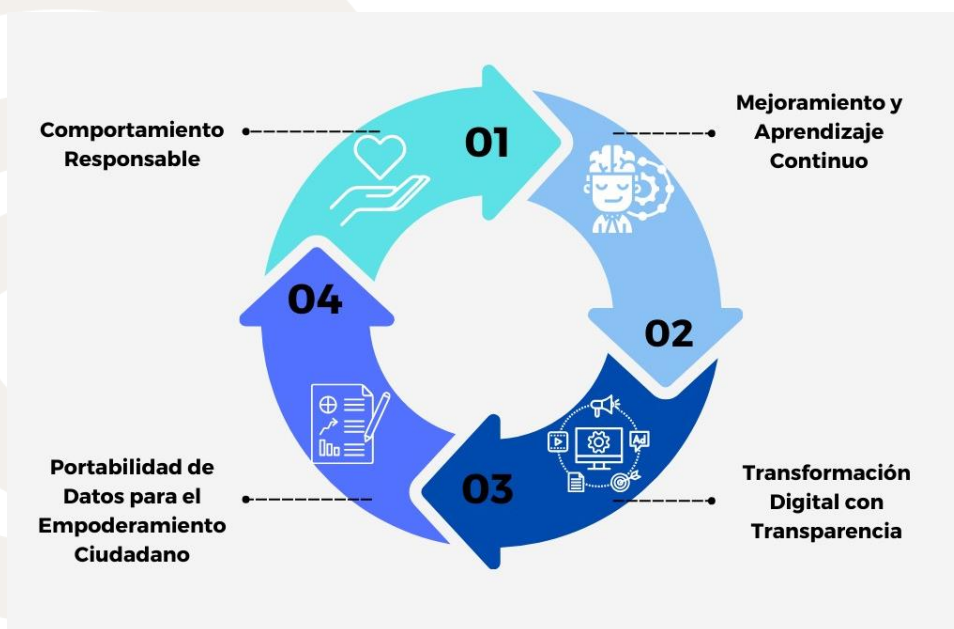 Comportamiento
Responsable
01
Mejoramiento y
Aprendizaje
Continuo
02
Transformación
Digital con
Transparencia
Ad
03
Portabilidad de
Datos para el
Empoderamiento
Ciudadano
04